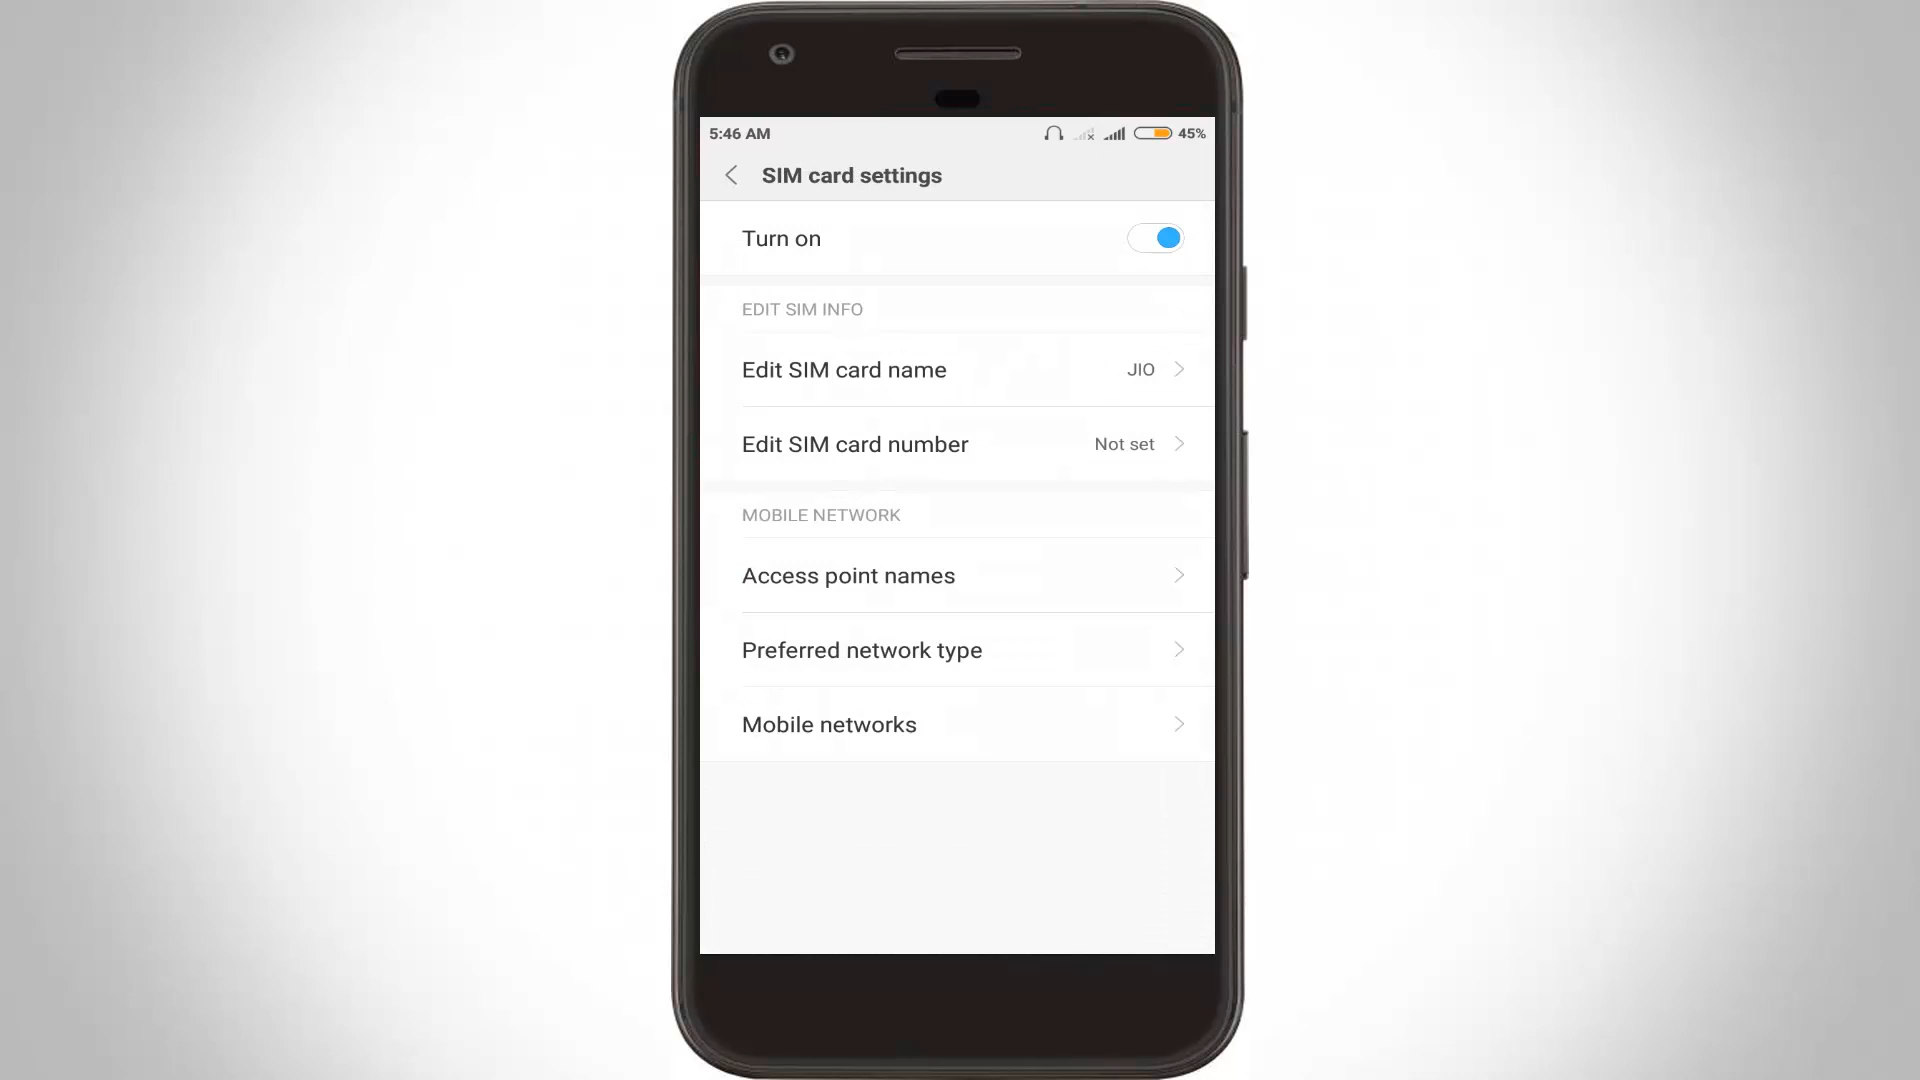 5:46 AM 45%
SIM card settings
Turn on
EDIT SIM INFO
Edit SIM card name JIO
Edit SIM card number Not set
MOBILE NETWORK
Access point names
Preferred network type
Mobile networks